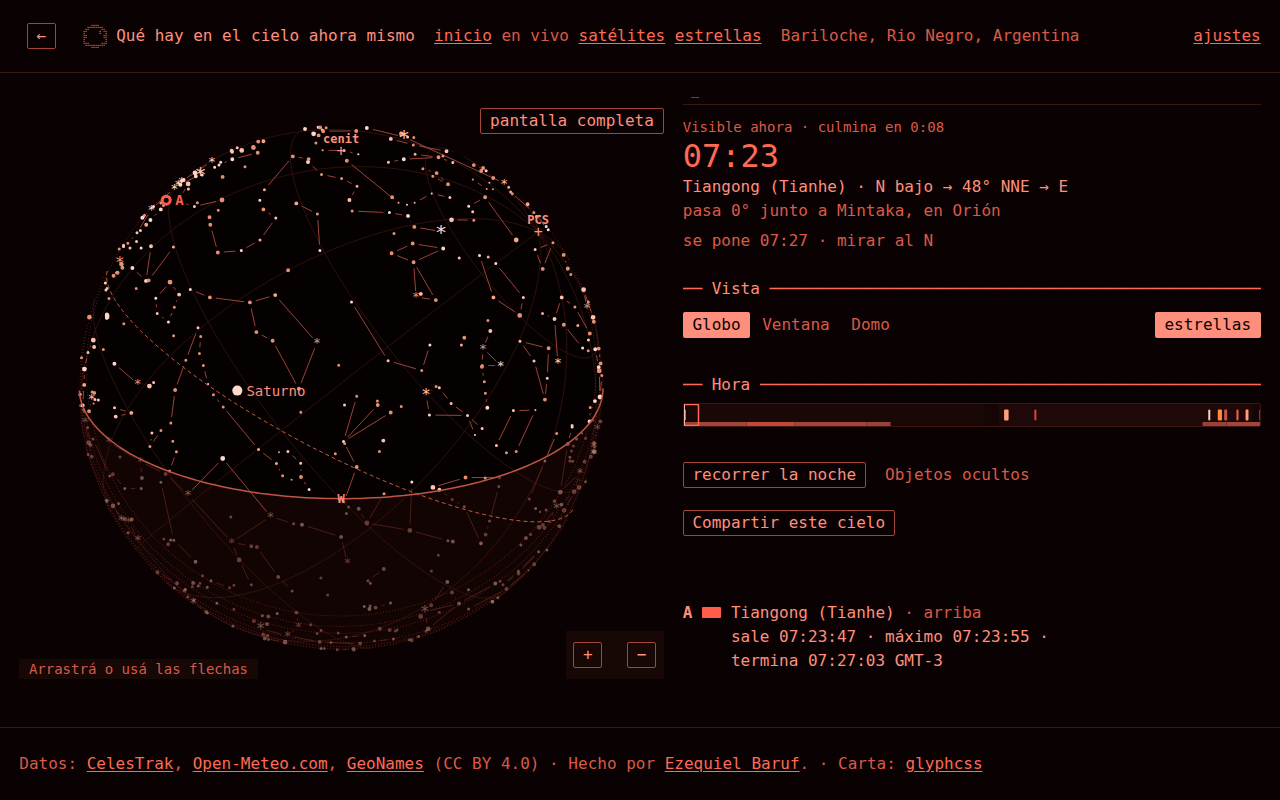 ← Qué hay en el cielo ahora mismo inicio en vivo satélites estrellas Bariloche, Rio Negro, Argentina ajustes
pantalla completa
cenit
A
PCS
Saturno
W
Arrastrá o usá las flechas
+ −
Visible ahora · culmina en 0:08
07:23
Tiangong (Tianhe) · N bajo → 48° NNE → E
pasa 0° junto a Mintaka, en Orión
se pone 07:27 · mirar al N
Vista
Globo Ventana Domo estrellas
Hora
recorrer la noche Objetos ocultos
Compartir este cielo
A Tiangong (Tianhe) · arriba
sale 07:23:47 · máximo 07:23:55 ·
termina 07:27:03 GMT-3
Datos: CelesTrak, Open-Meteo.com, GeoNames (CC BY 4.0) · Hecho por Ezequiel Baruf. · Carta: glyphcss